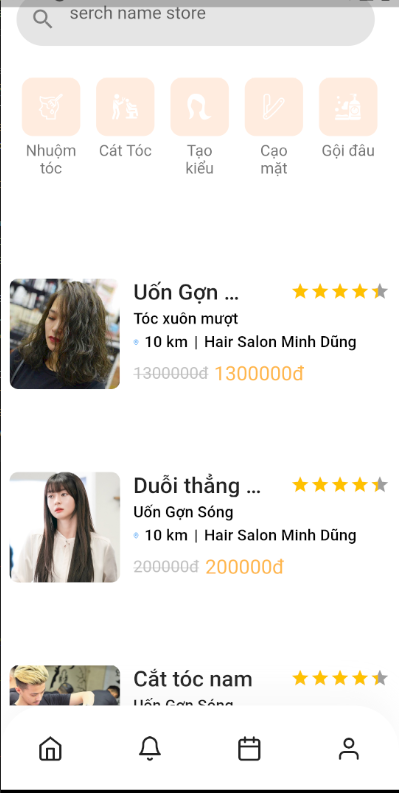 serch name store
Nhuộm
tóc
Cát Tóc
Tạo
kiểu
Cạo
mặt
Gội đâu
Uốn Gợn ...
Tóc xuôn mượt
10 km | Hair Salon Minh Dũng
1300000đ 1300000đ
Duỗi thẳng ...
Uốn Gợn Sóng
10 km | Hair Salon Minh Dũng
200000đ 200000đ
Cắt tóc nam
Uốn Gợn Sóng